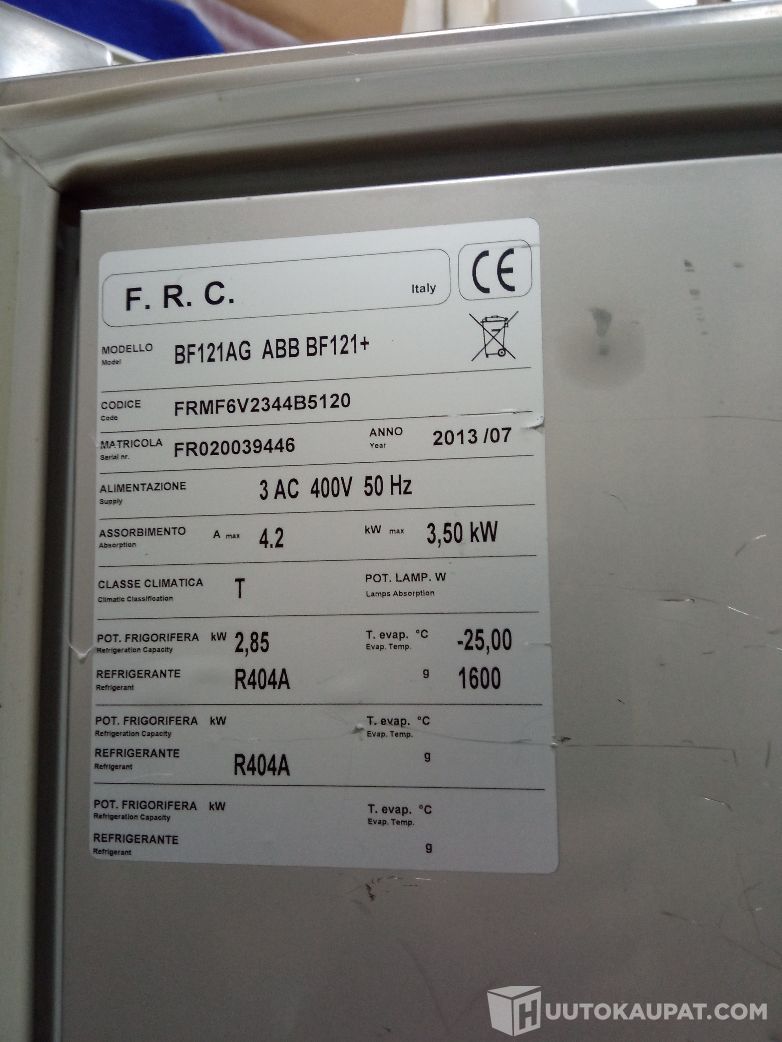 F. R. C. Italy CE
MODELLO BF121AG ABB BF121+
Model
CODICE FRMF6V2344B5120
Code
MATRICOLA FR020039446 ANNO 2013 /07
Serial nr. Year
ALIMENTAZIONE 3 AC 400V 50 Hz
Supply
ASSORBIMENTO A max 4.2 kW max 3,50 kW
Absorption
CLASSE CLIMATICA T POT. LAMP. W
Climatic Classification Lamps Absorption
POT. FRIGORIFERA kW 2,85 T. evap. °C -25,00
Refrigeration Capacity Evap. Temp.
REFRIGERANTE R404A g 1600
Refrigerant
POT. FRIGORIFERA kW T. evap. °C
Refrigeration Capacity Evap. Temp.
REFRIGERANTE R404A g
Refrigerant
POT. FRIGORIFERA kW T. evap. °C
Refrigeration Capacity Evap. Temp.
REFRIGERANTE g
Refrigerant
HUUTOKAUPAT.COM